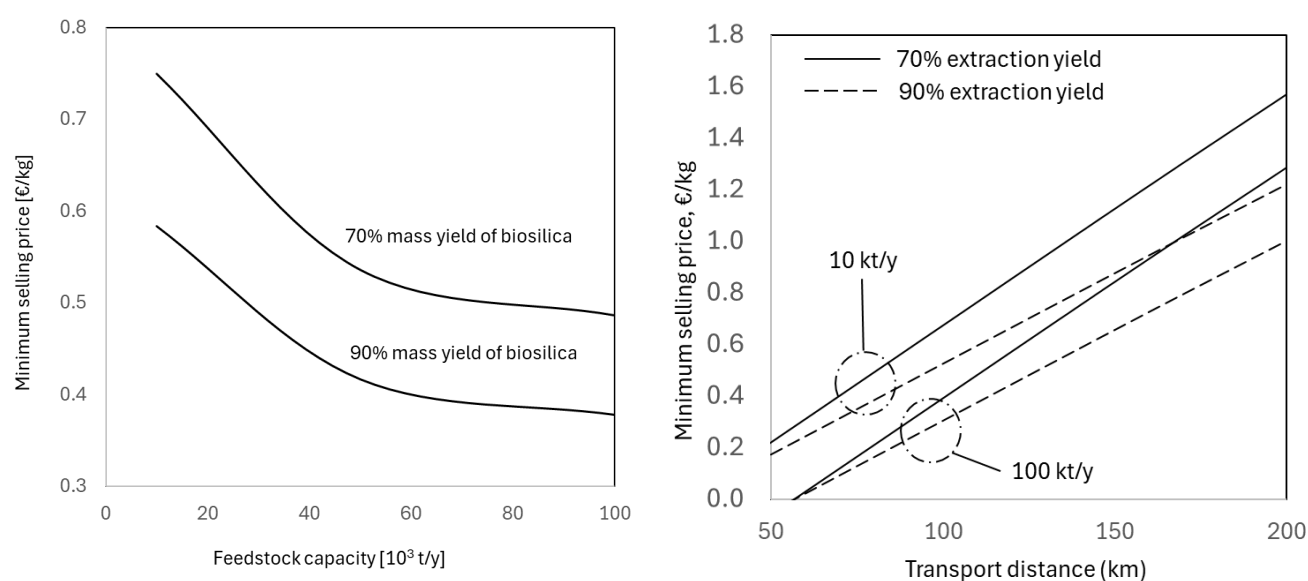 0.8
0.7
0.6
0.5
0.4
0.3
Minimum selling price [€/kg]
70% mass yield of biosilica
90% mass yield of biosilica
0 20 40 60 80 100
Feedstock capacity [10³ t/y]
1.8
1.6
1.4
1.2
1.0
0.8
0.6
0.4
0.2
0.0
Minimum selling price, €/kg
70% extraction yield
90% extraction yield
10 kt/y
100 kt/y
50 100 150 200
Transport distance (km)